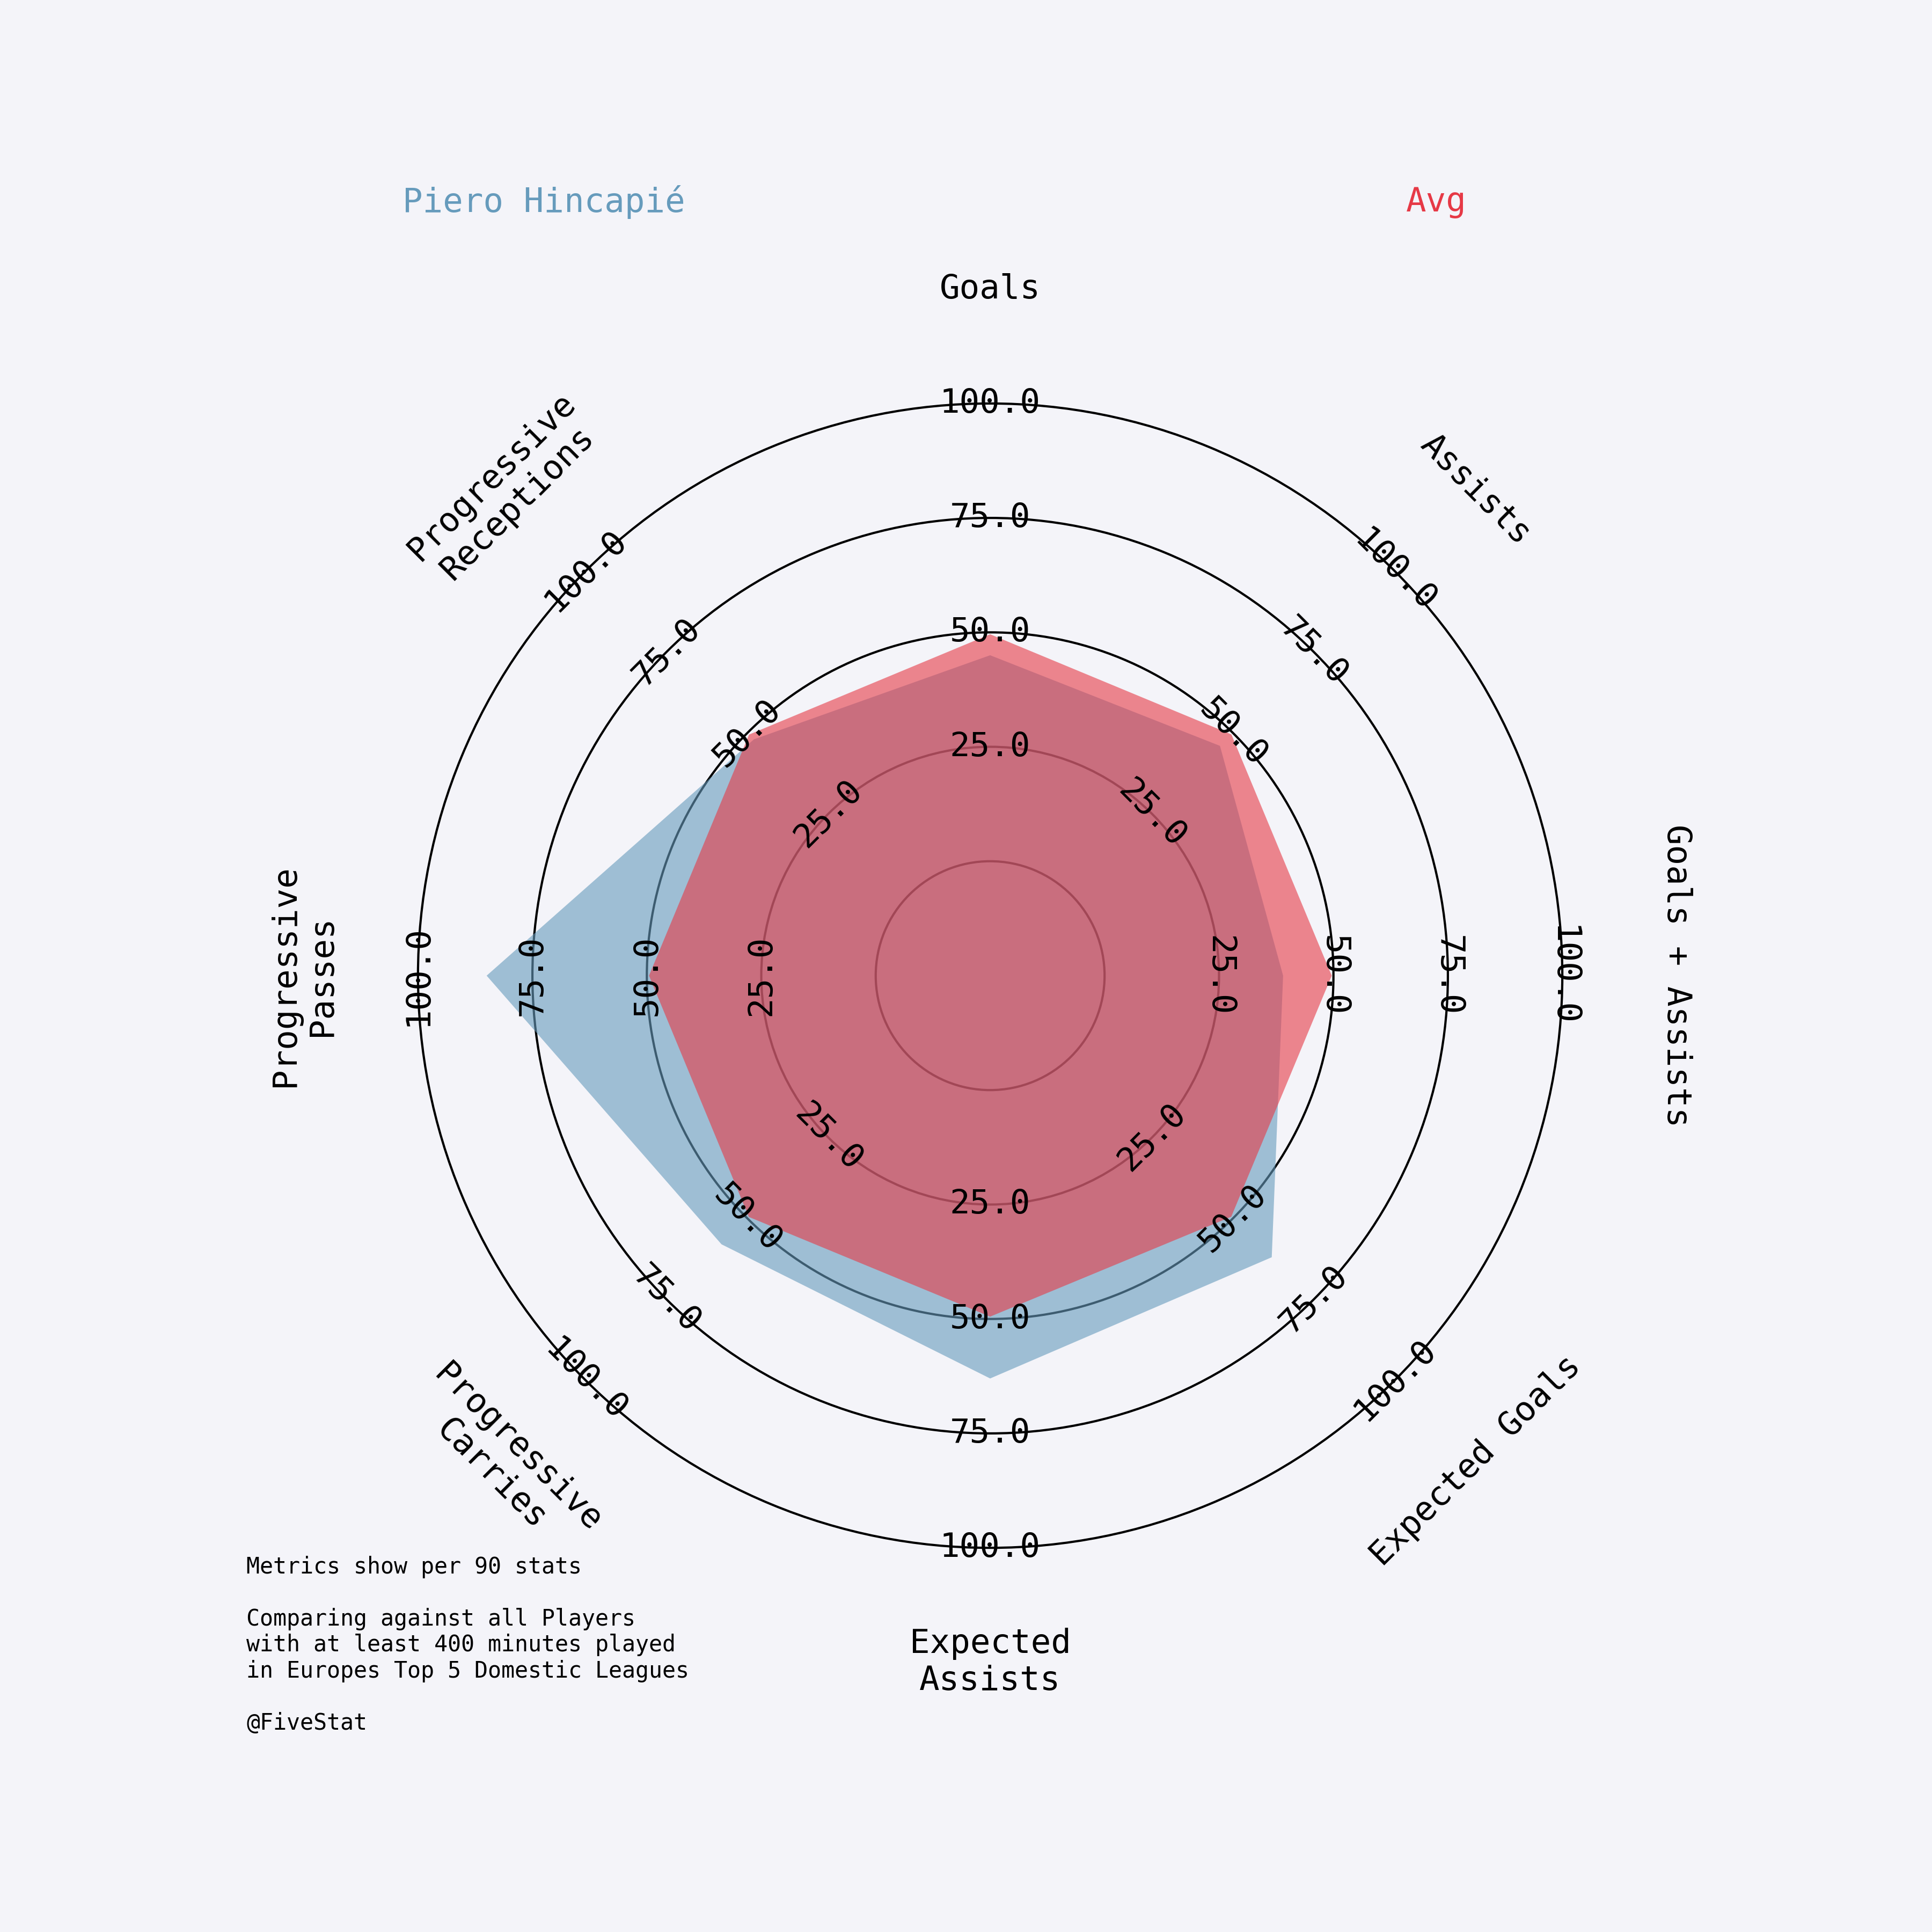 Piero Hincapié
Avg
Goals
Assists
Goals + Assists
Expected Goals
Expected
Assists
Progressive
Carries
Progressive
Passes
Progressive
Receptions
25.0
50.0
75.0
100.0
25.0
50.0
75.0
100.0
25.0
50.0
75.0
100.0
25.0
50.0
75.0
100.0
25.0
50.0
75.0
100.0
25.0
50.0
75.0
100.0
25.0
50.0
75.0
100.0
25.0
50.0
75.0
100.0
Metrics show per 90 stats
Comparing against all Players
with at least 400 minutes played
in Europes Top 5 Domestic Leagues
@FiveStat